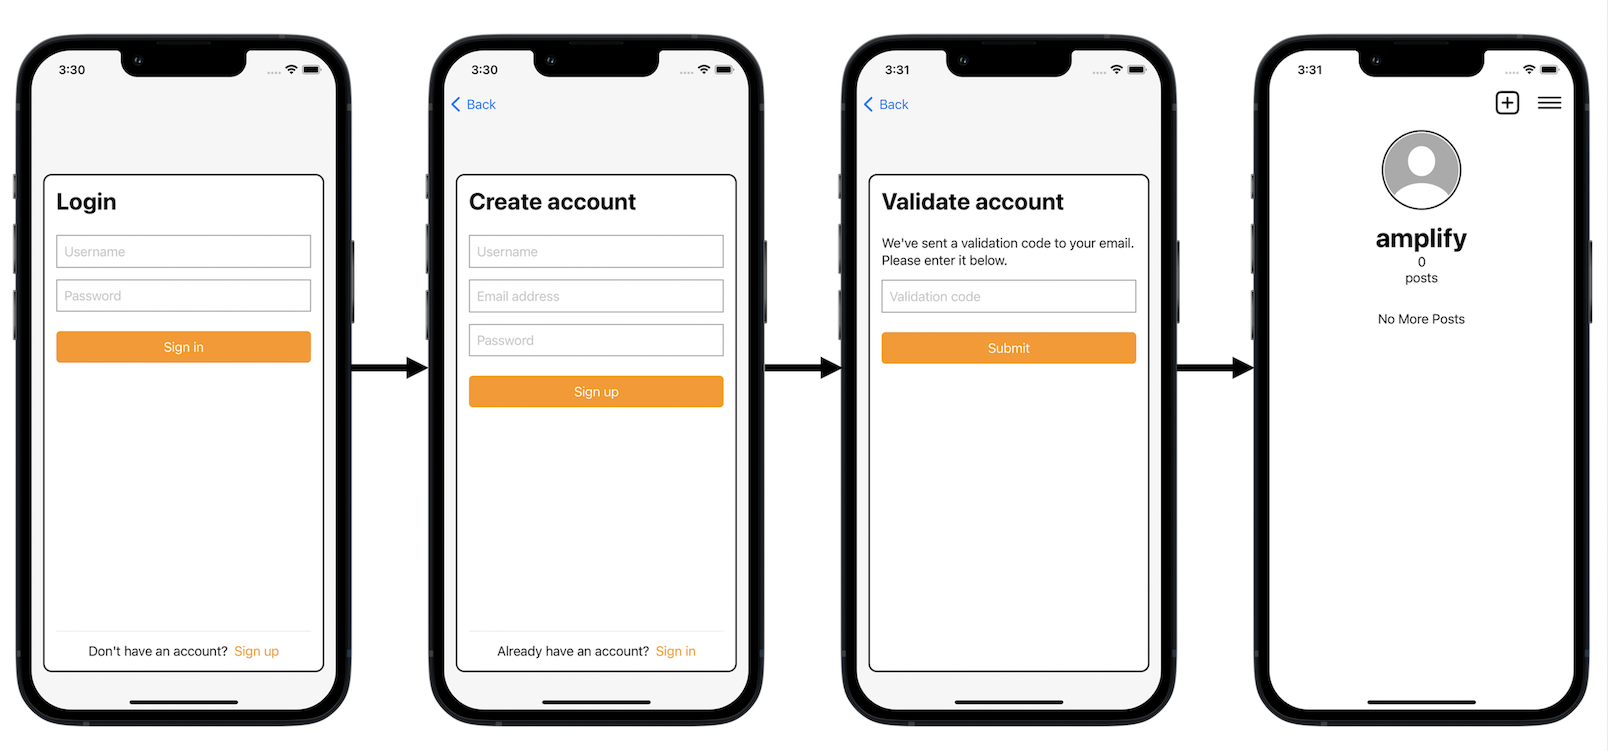 3:30
Login
Username
Password
Sign in
Don't have an account? Sign up
3:30
Back
Create account
Username
Email address
Password
Sign up
Already have an account? Sign in
3:31
Back
Validate account
We've sent a validation code to your email.
Please enter it below.
Validation code
Submit
3:31
amplify
0
posts
No More Posts